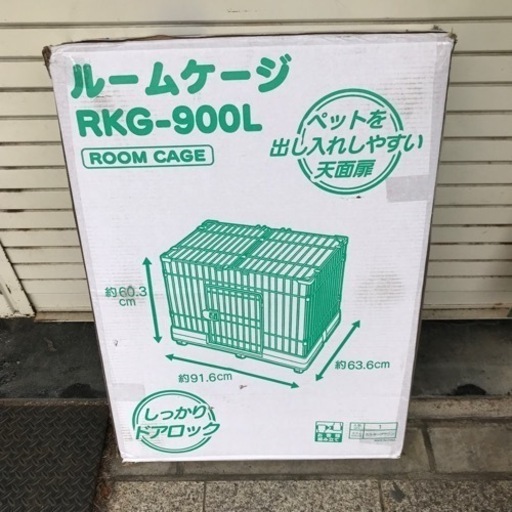 ルームケージ
RKG-900L
ROOM CAGE
ペットを
出し入れしやすい
天面扉
約60.3
cm
約91.6cm
約63.6cm
しっかり
ドアロック
1